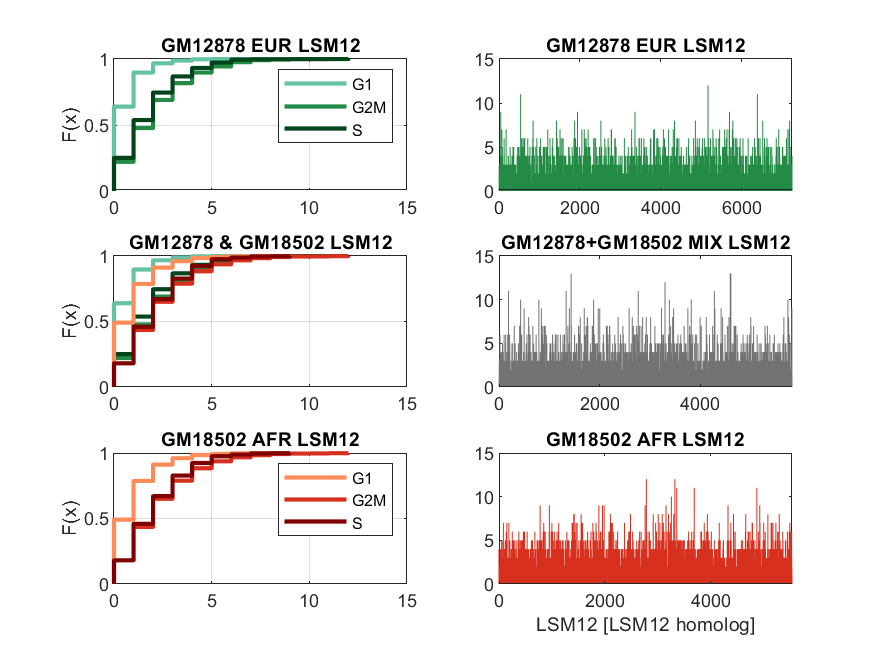 GM12878 EUR LSM12
1
0.5
0
F(x)
0 5 10 15
G1
G2M
S
GM12878 EUR LSM12
15
10
5
0
0 2000 4000 6000
GM12878 & GM18502 LSM12
1
0.5
0
F(x)
0 5 10 15
GM12878+GM18502 MIX LSM12
15
10
5
0
0 2000 4000
GM18502 AFR LSM12
1
0.5
0
F(x)
0 5 10 15
G1
G2M
S
GM18502 AFR LSM12
15
10
5
0
0 2000 4000
LSM12 [LSM12 homolog]